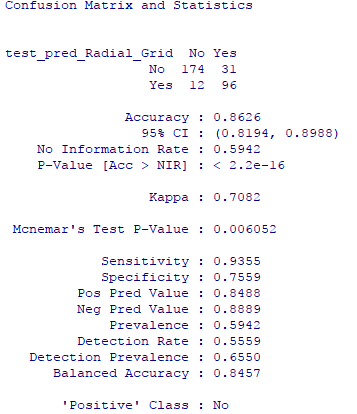 Confusion Matrix and Statistics
test_pred_Radial_Grid No Yes
No 174 31
Yes 12 96
Accuracy : 0.8626
95% CI : (0.8194, 0.8988)
No Information Rate : 0.5942
P-Value [Acc > NIR] : < 2.2e-16
Kappa : 0.7082
Mcnemar's Test P-Value : 0.006052
Sensitivity : 0.9355
Specificity : 0.7559
Pos Pred Value : 0.8488
Neg Pred Value : 0.8889
Prevalence : 0.5942
Detection Rate : 0.5559
Detection Prevalence : 0.6550
Balanced Accuracy : 0.8457
'Positive' Class : No